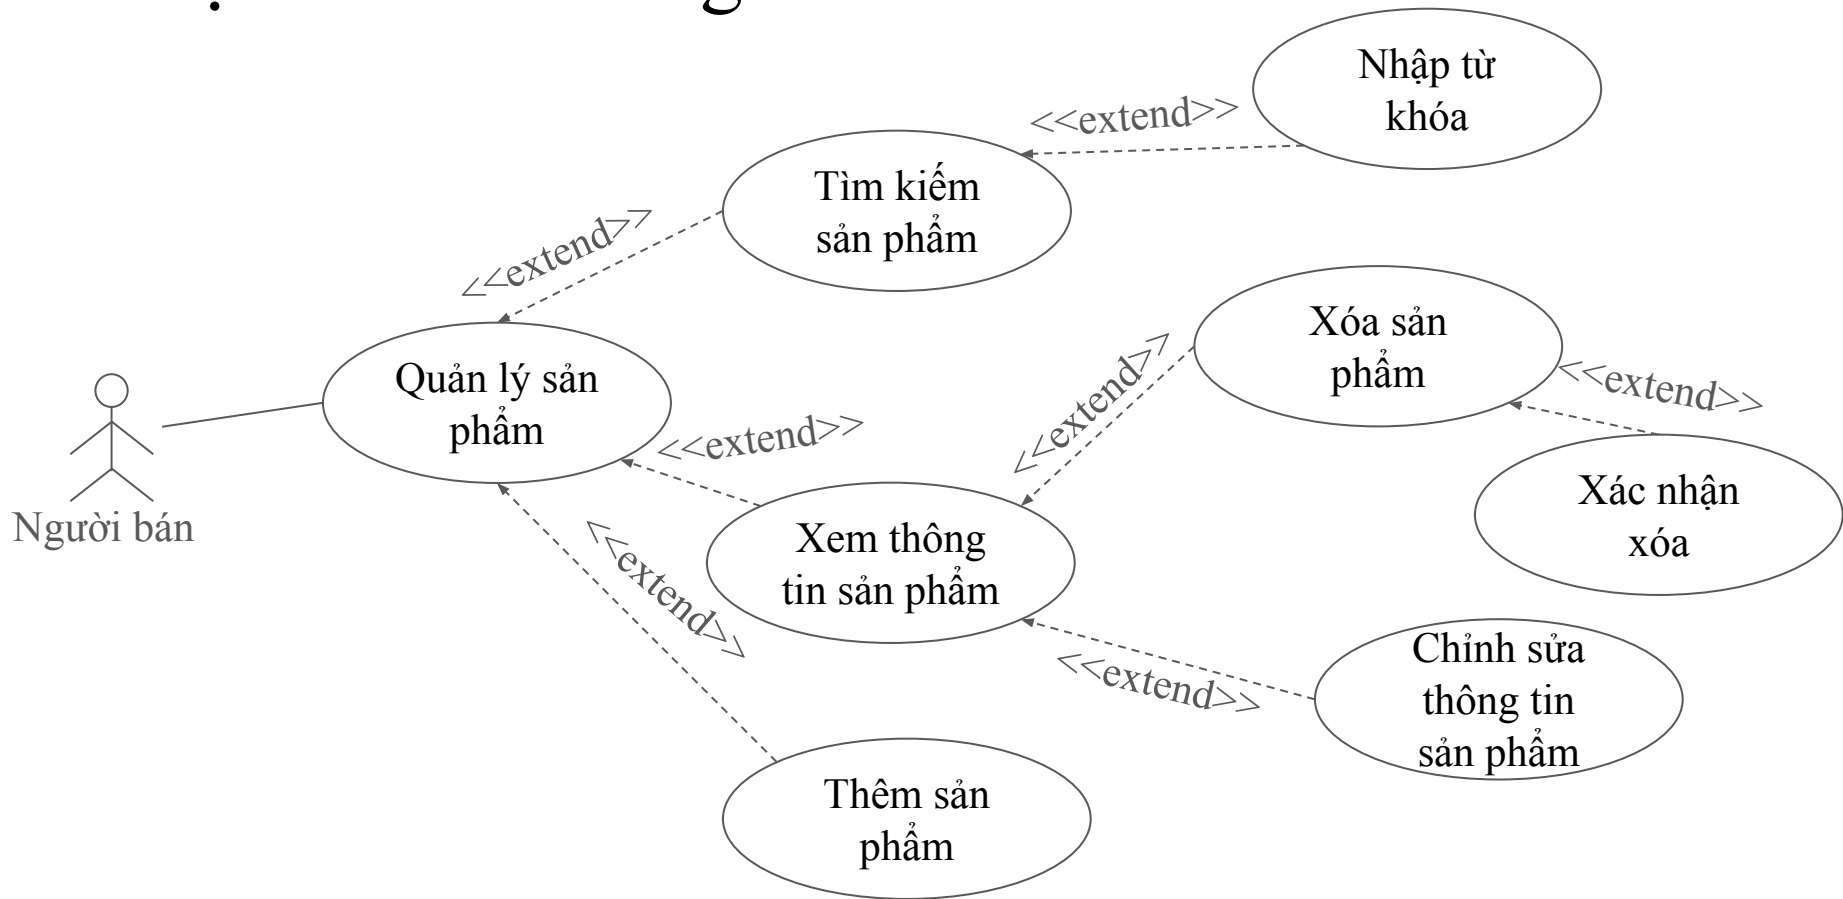 Nhập từ
khóa
<<extend>>
Tìm kiếm
sản phẩm
<<extend>>
Xóa sản
phẩm
<<extend>>
<<extend>>
Quản lý sản
phẩm
<<extend>>
Xác nhận
xóa
Người bán
Xem thông
tin sản phẩm
<<extend>>
<<extend>>
Chỉnh sửa
thông tin
sản phẩm
Thêm sản
phẩm